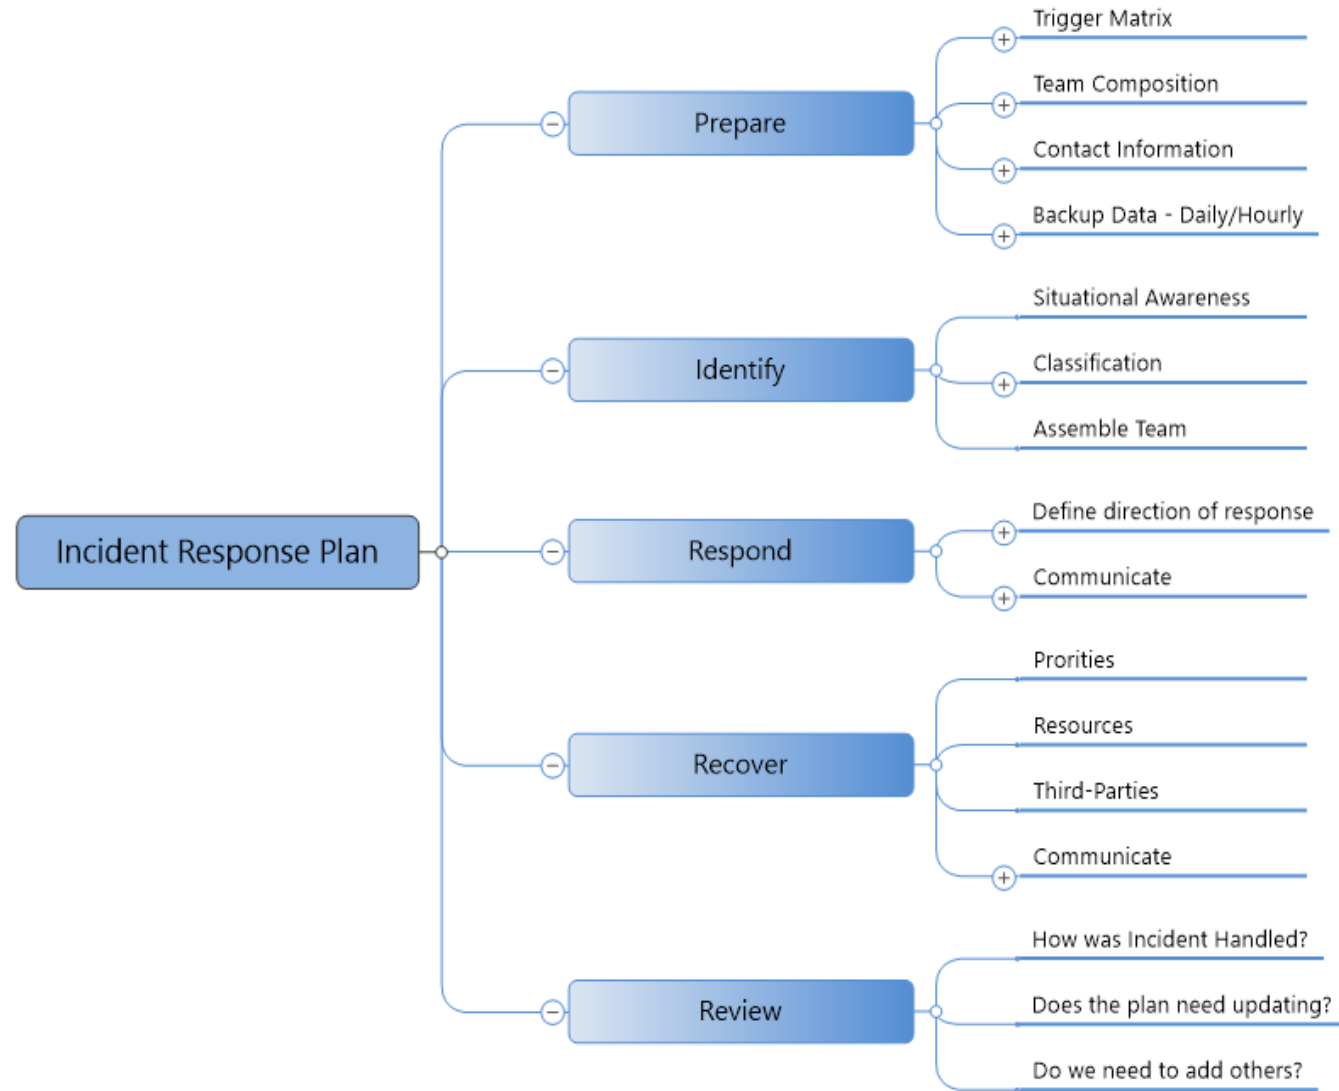 Incident Response Plan
Prepare
Trigger Matrix
Team Composition
Contact Information
Backup Data - Daily/Hourly
Identify
Situational Awareness
Classification
Assemble Team
Respond
Define direction of response
Communicate
Recover
Prorities
Resources
Third-Parties
Communicate
Review
How was Incident Handled?
Does the plan need updating?
Do we need to add others?